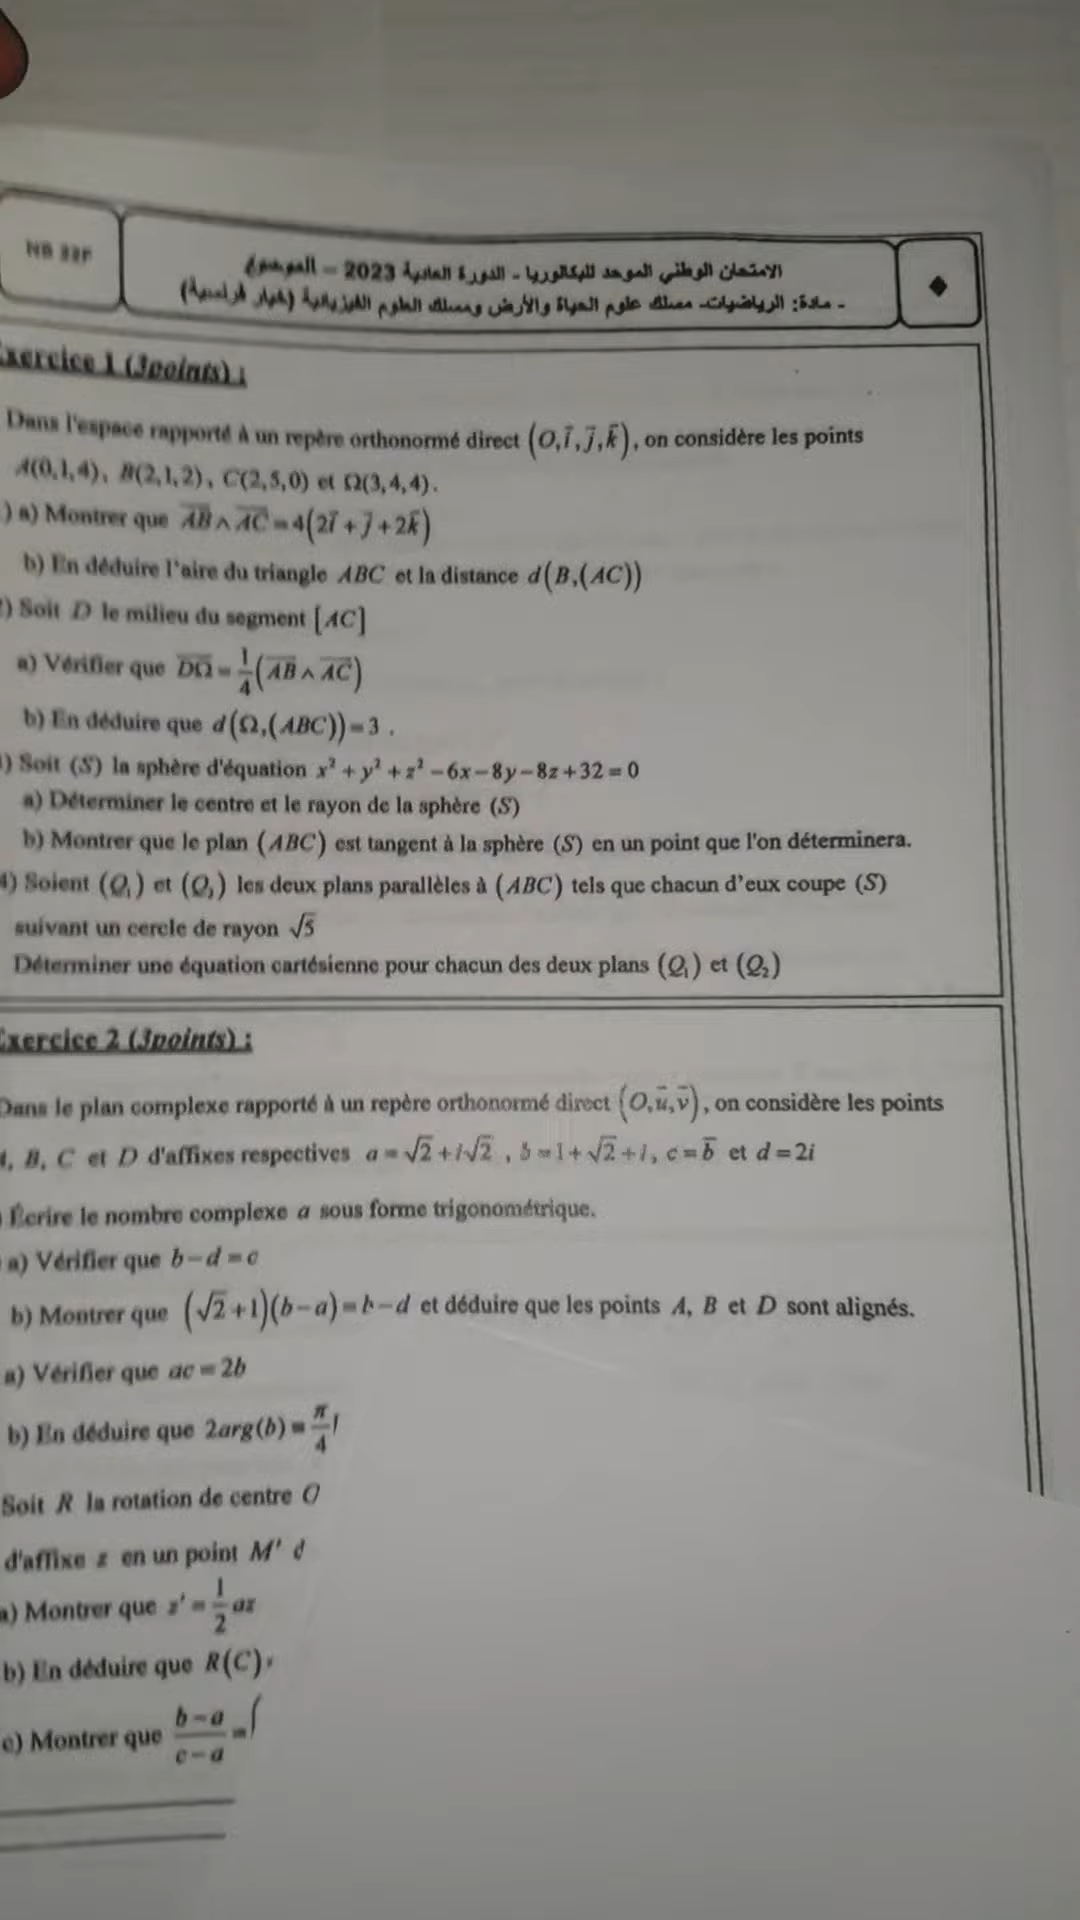 NS 22F
الامتحان الوطني الموحد للبكالوريا - الدورة العادية 2023 – الموضوع
- مادة: الرياضيات- مسلك علوم الحياة والأرض ومسلك العلوم الفيزيائية (خيار فرنسية)
◆
Exercice 1 (3points) :
Dans l'espace rapporté à un repère orthonormé direct (O, i⃗, j⃗, k⃗), on considère les points
A(0,1,4), B(2,1,2), C(2,5,0) et Ω(3,4,4).
) a) Montrer que AB⃗ ∧ AC⃗ = 4(2i⃗ + j⃗ + 2k⃗)
b) En déduire l'aire du triangle ABC et la distance d(B,(AC))
) Soit D le milieu du segment [AC]
a) Vérifier que DΩ⃗ = 1/4 (AB⃗ ∧ AC⃗)
b) En déduire que d(Ω,(ABC)) = 3 .
) Soit (S) la sphère d'équation x² + y² + z² − 6x − 8y − 8z + 32 = 0
a) Déterminer le centre et le rayon de la sphère (S)
b) Montrer que le plan (ABC) est tangent à la sphère (S) en un point que l'on déterminera.
4) Soient (Q₁) et (Q₂) les deux plans parallèles à (ABC) tels que chacun d'eux coupe (S)
suivant un cercle de rayon √5
Déterminer une équation cartésienne pour chacun des deux plans (Q₁) et (Q₂)
Exercice 2 (3points) :
Dans le plan complexe rapporté à un repère orthonormé direct (O, u⃗, v⃗), on considère les points
A, B, C et D d'affixes respectives a = √2 + i√2 , b = 1 + √2 + i, c = b̅ et d = 2i
Écrire le nombre complexe a sous forme trigonométrique.
a) Vérifier que b − d = c
b) Montrer que (√2 + 1)(b − a) = b − d et déduire que les points A, B et D sont alignés.
a) Vérifier que ac = 2b
b) En déduire que 2arg(b) ≡ π/4
Soit R la rotation de centre O
d'affixe z en un point M' d
a) Montrer que z' = 1/2 az
b) En déduire que R(C)
c) Montrer que (b − a)/(c − a) =